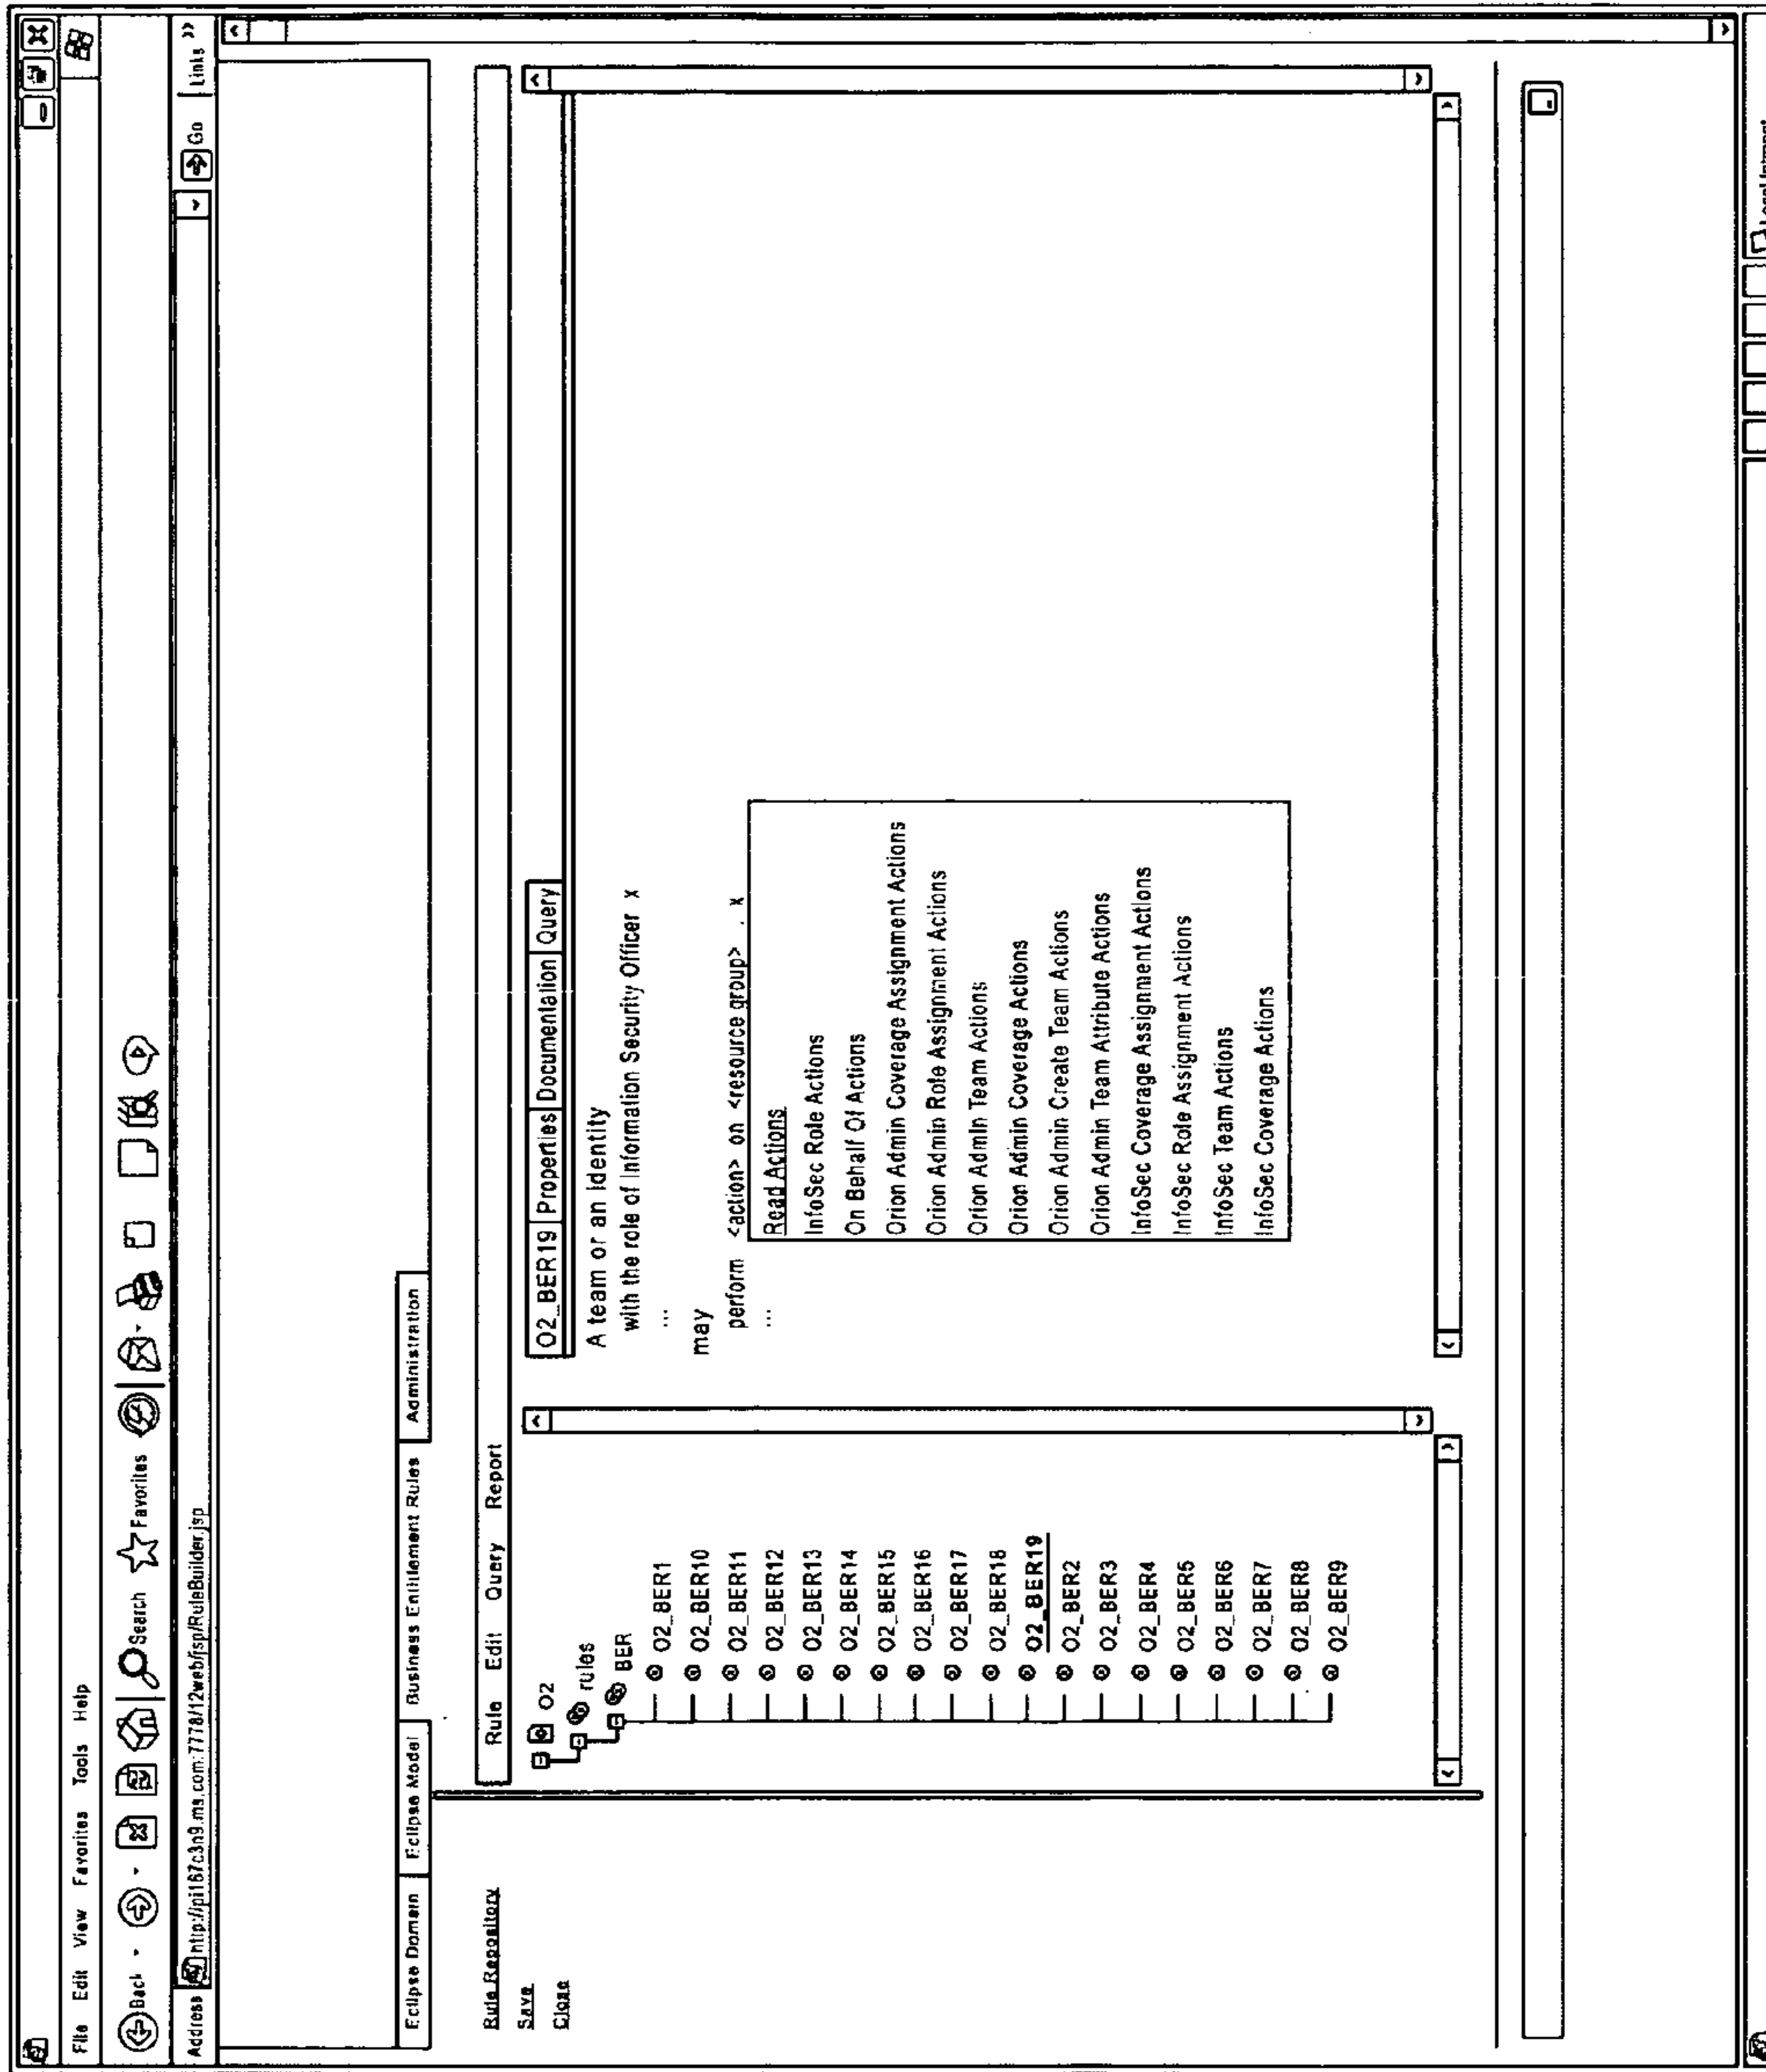 File Edit View Favorites Tools Help
Back Search Favorites
Address http://pi167c3n9.ms.com:7778/12web/jsp/RuleBuilder.jsp Go Links »
Eclipse Domain Eclipse Model Business Entitlement Rules Administration
Rule Repository
Save
Close
Rule Edit Query Report
O2
rules
BER
O2_BER1
O2_BER10
O2_BER11
O2_BER12
O2_BER13
O2_BER14
O2_BER15
O2_BER16
O2_BER17
O2_BER18
O2_BER19
O2_BER2
O2_BER3
O2_BER4
O2_BER5
O2_BER6
O2_BER7
O2_BER8
O2_BER9
O2_BER19 Properties Documentation Query
A team or an Identity
with the role of Information Security Officer x
...
may
perform <action> on <resource group> . x
...
Read Actions
InfoSec Role Actions
On Behalf Of Actions
Orion Admin Coverage Assignment Actions
Orion Admin Role Assignment Actions
Orion Admin Team Actions
Orion Admin Coverage Actions
Orion Admin Create Team Actions
Orion Admin Team Attribute Actions
InfoSec Coverage Assignment Actions
InfoSec Role Assignment Actions
InfoSec Team Actions
InfoSec Coverage Actions